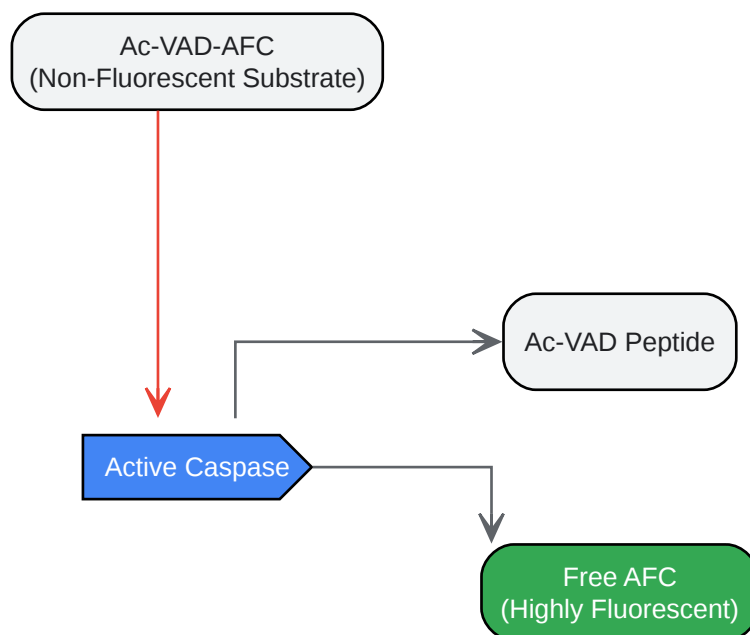 Ac-VAD-AFC
(Non-Fluorescent Substrate)
Ac-VAD Peptide
Active Caspase
Free AFC
(Highly Fluorescent)